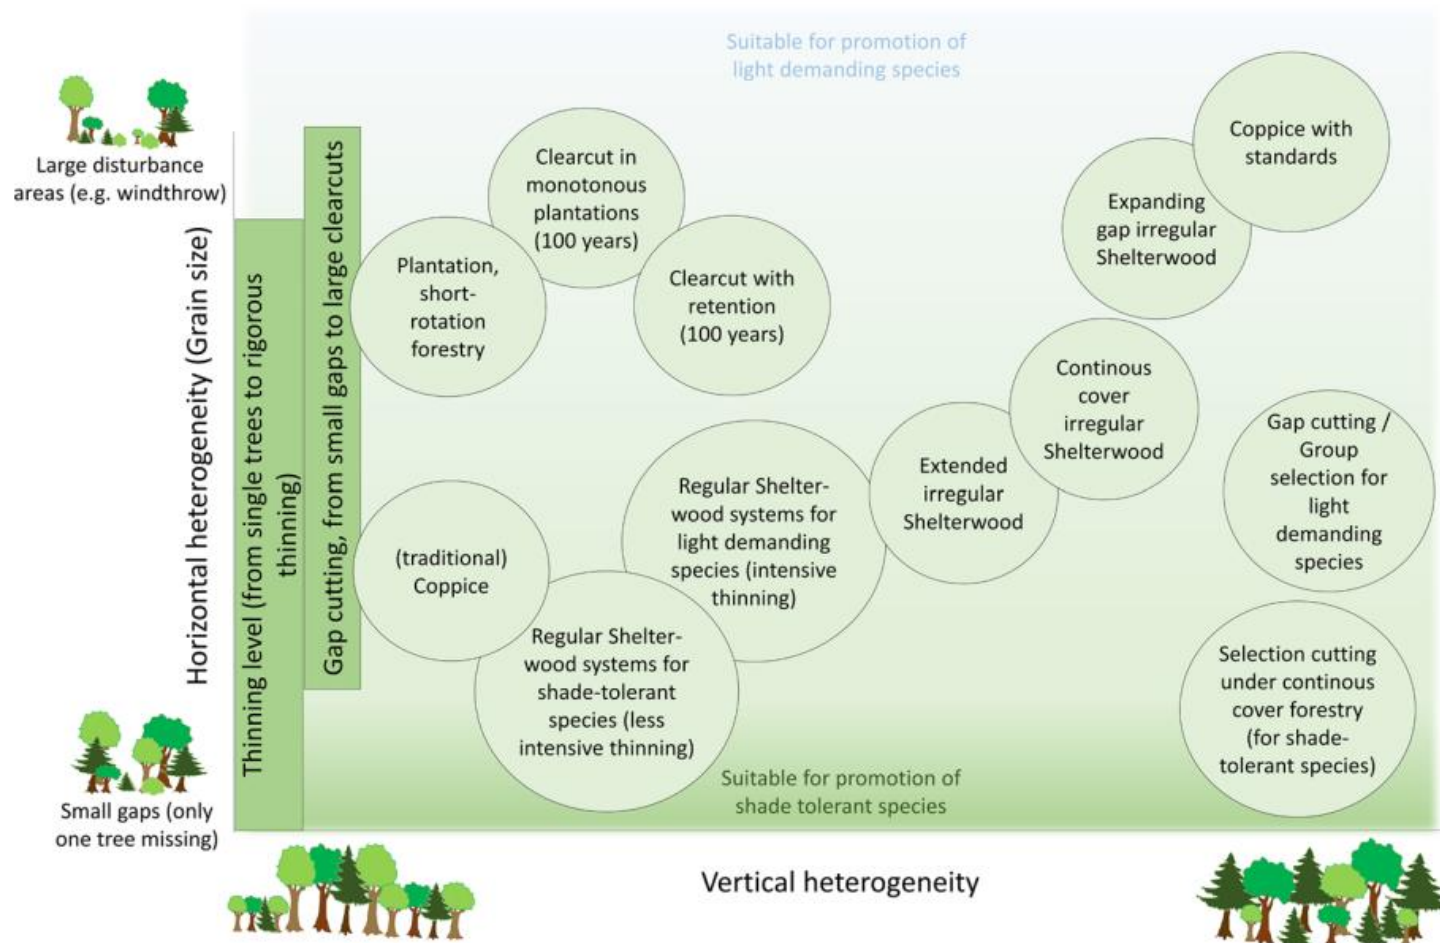 Suitable for promotion of
light demanding species
Large disturbance
areas (e.g. windthrow)
Horizontal heterogeneity (Grain size)
Small gaps (only
one tree missing)
Thinning level (from single trees to rigorous
thinning)
Gap cutting, from small gaps to large clearcuts
Plantation,
short-
rotation
forestry
Clearcut in
monotonous
plantations
(100 years)
Clearcut with
retention
(100 years)
Expanding
gap irregular
Shelterwood
Coppice with
standards
(traditional)
Coppice
Regular Shelter-
wood systems for
shade-tolerant
species (less
intensive thinning)
Regular Shelter-
wood systems for
light demanding
species (intensive
thinning)
Extended
irregular
Shelterwood
Continous
cover
irregular
Shelterwood
Gap cutting /
Group
selection for
light
demanding
species
Selection cutting
under continous
cover forestry
(for shade-
tolerant species)
Suitable for promotion of
shade tolerant species
Vertical heterogeneity